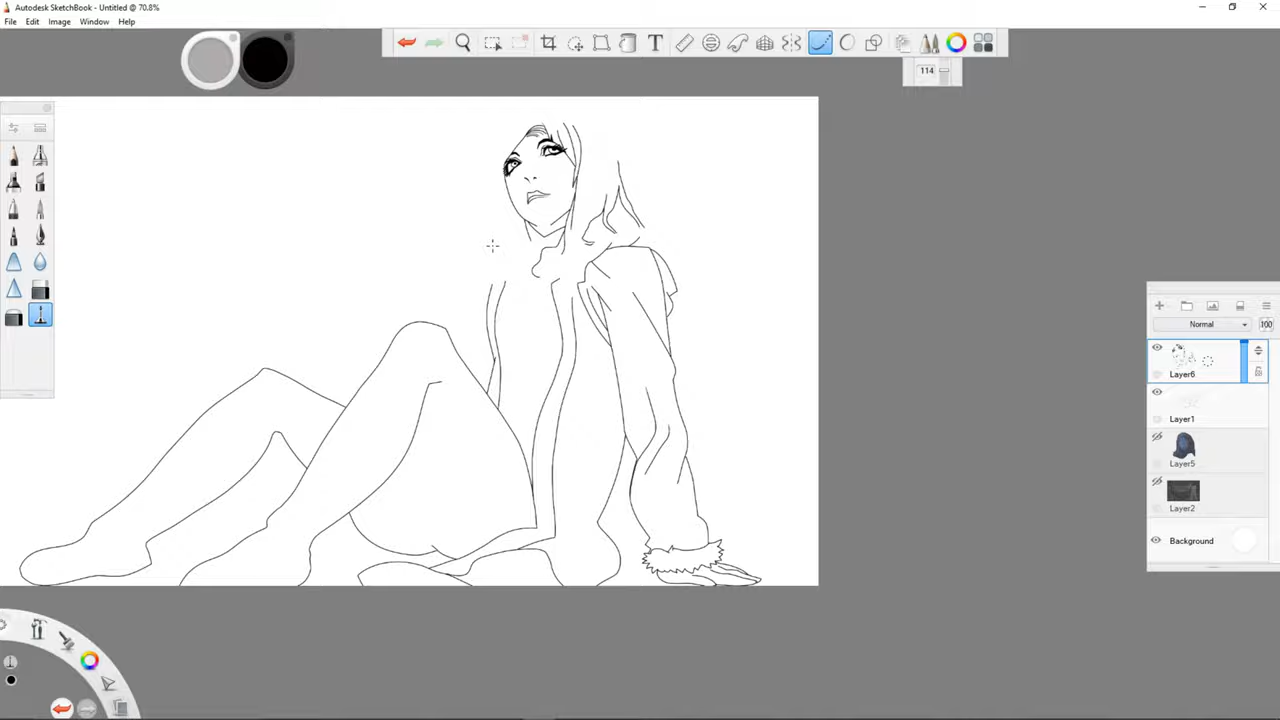 Autodesk SketchBook - Untitled @ 70.8%
File Edit Image Window Help
T
114
Normal
100
Layer6
Layer1
Layer5
Layer2
Background